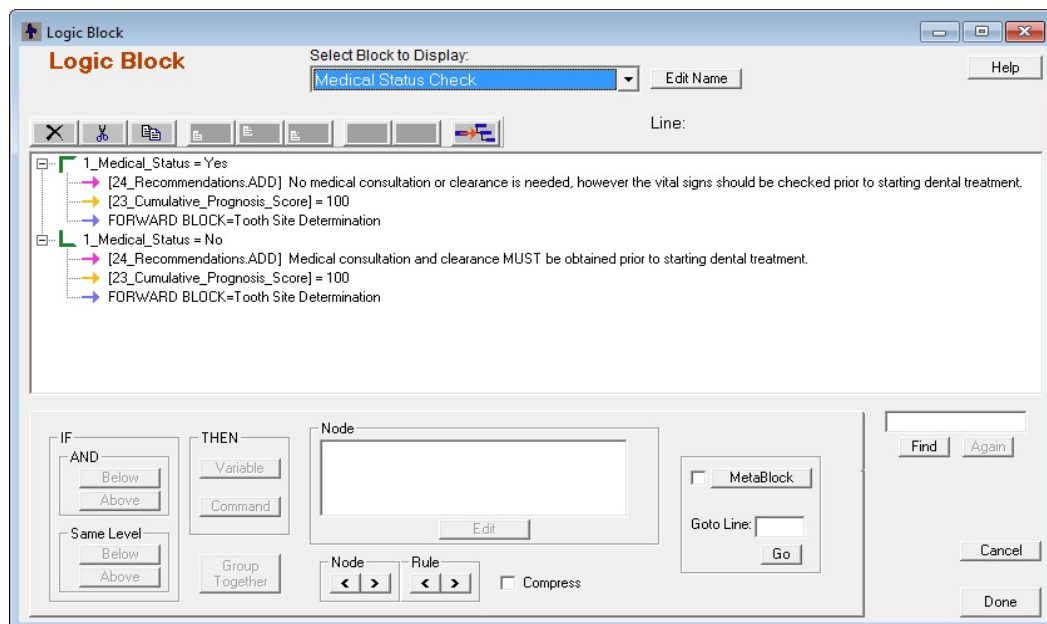 Logic Block
Logic Block
Select Block to Display:
Medical Status Check
Edit Name
Help
Line:
1_Medical_Status = Yes
[24_Recommendations.ADD] No medical consultation or clearance is needed, however the vital signs should be checked prior to starting dental treatment.
[23_Cumulative_Prognosis_Score] = 100
FORWARD BLOCK=Tooth Site Determination
1_Medical_Status = No
[24_Recommendations.ADD] Medical consultation and clearance MUST be obtained prior to starting dental treatment.
[23_Cumulative_Prognosis_Score] = 100
FORWARD BLOCK=Tooth Site Determination
IF
AND
Below
Above
Same Level
Below
Above
THEN
Variable
Command
Group
Together
Node
Edit
Node
< >
Rule
< >
Compress
MetaBlock
Goto Line:
Go
Find Again
Cancel
Done